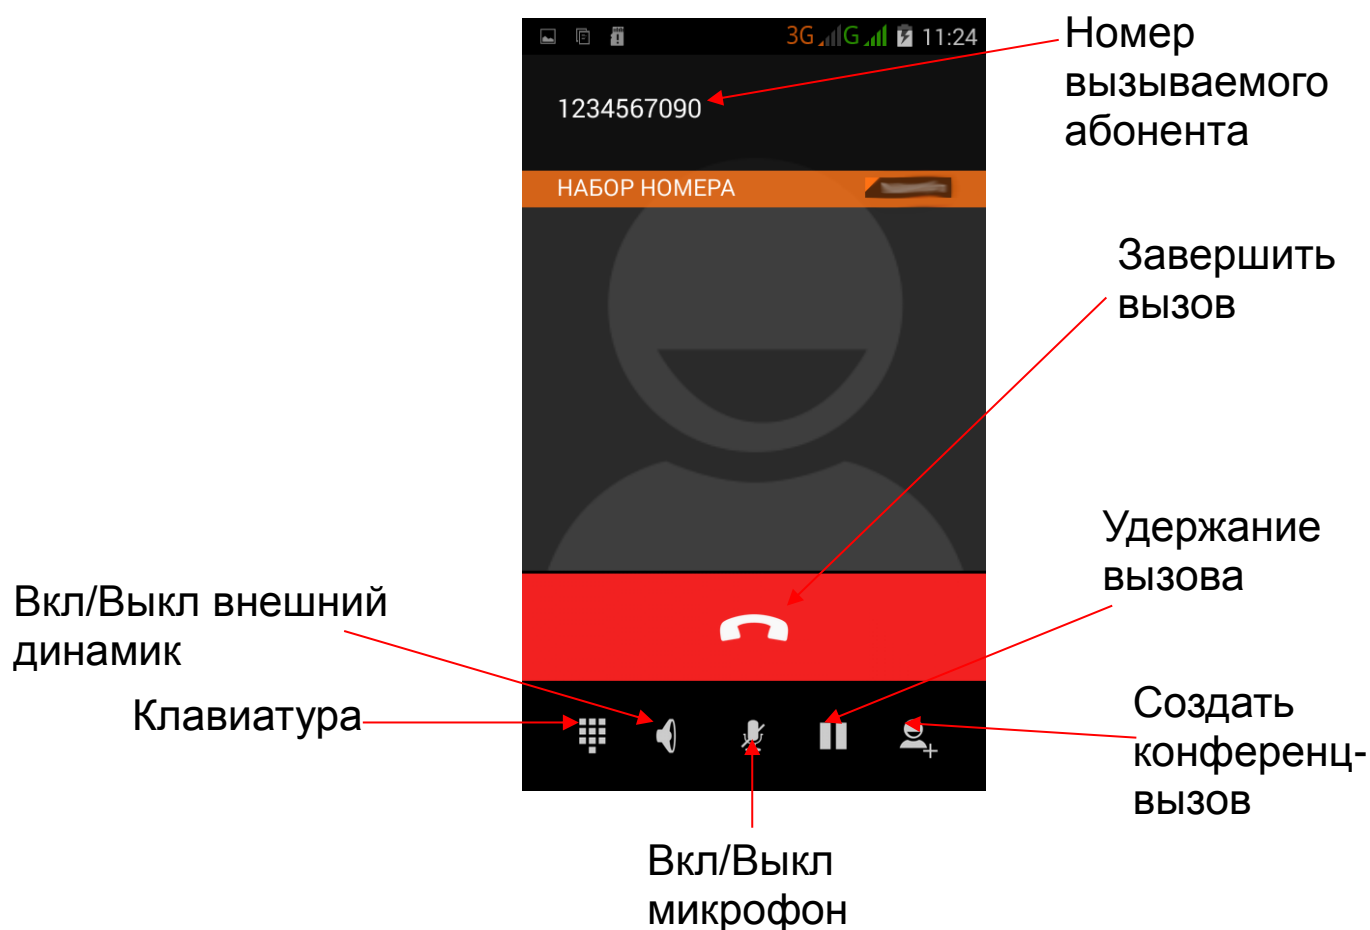 3G G 11:24
Номер
вызываемого
абонента
1234567090
НАБОР НОМЕРА
Завершить
вызов
Удержание
вызова
Вкл/Выкл внешний
динамик
Клавиатура
Создать
конференц-
вызов
Вкл/Выкл
микрофон